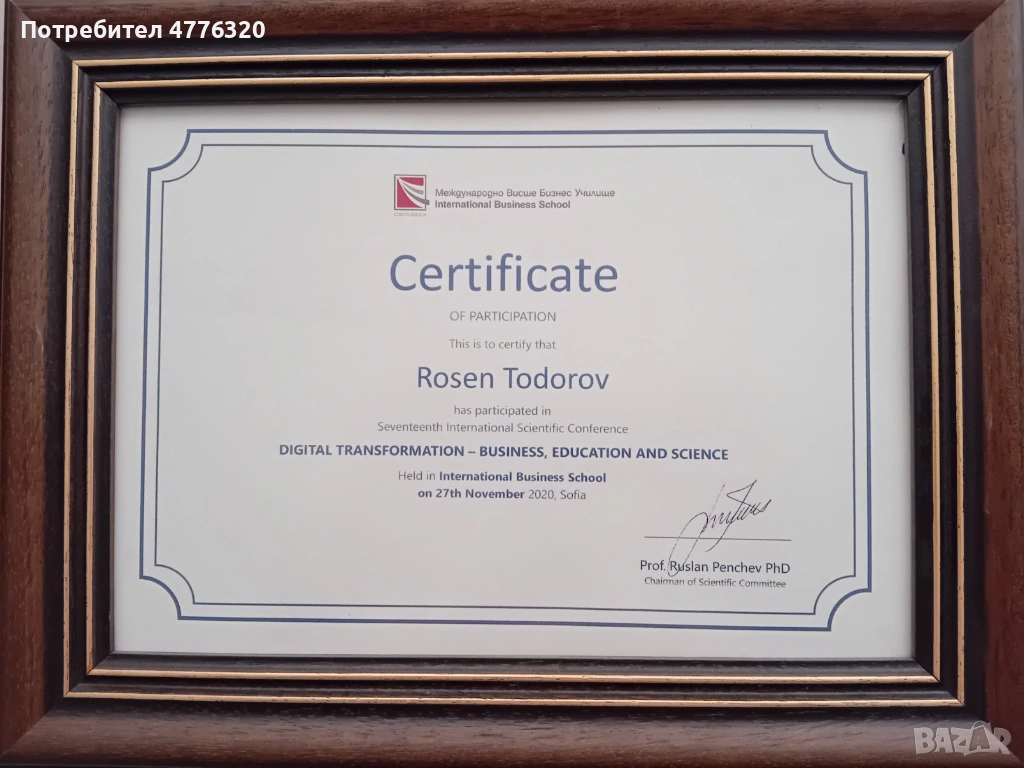 Потребител 4776320
Международно Висше Бизнес Училище
International Business School
Certificate
OF PARTICIPATION
This is to certify that
Rosen Todorov
has participated in
Seventeenth International Scientific Conference
DIGITAL TRANSFORMATION – BUSINESS, EDUCATION AND SCIENCE
Held in International Business School
on 27th November 2020, Sofia
Prof. Ruslan Penchev PhD
Chairman of Scientific Committee
BAZAR